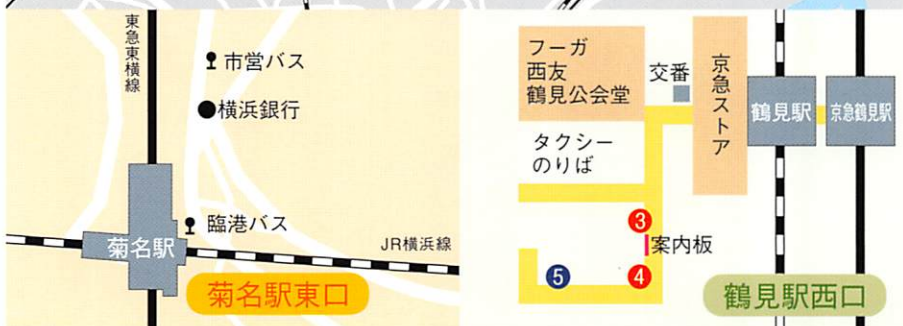 東急東横線
市営バス
横浜銀行
臨港バス
菊名駅
JR横浜線
菊名駅東口
フーガ
西友
鶴見公会堂
交番
京急ストア
鶴見駅
京急鶴見駅
タクシー
のりば
3
案内板
5
4
鶴見駅西口